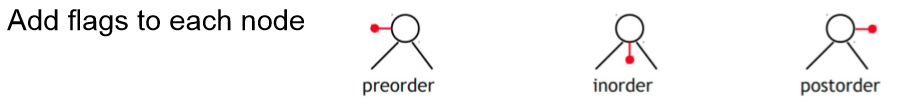 Add flags to each node
preorder
inorder
postorder